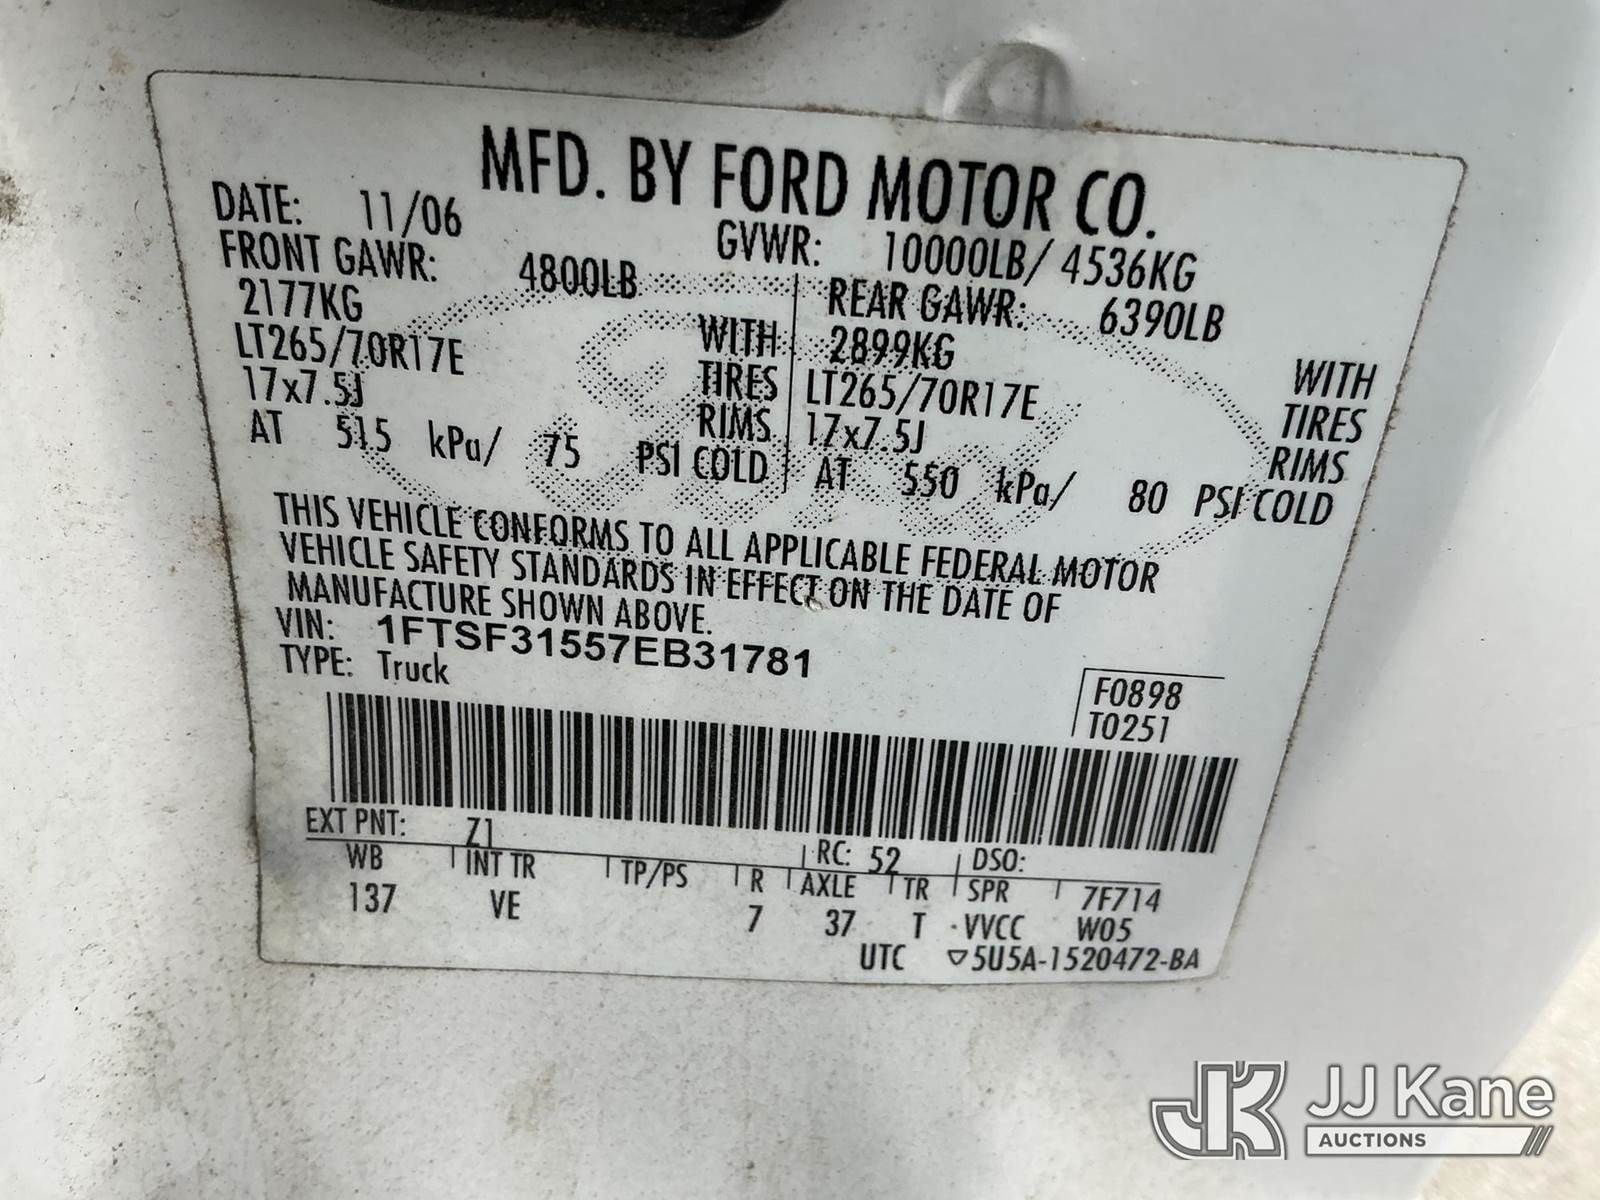 MFD. BY FORD MOTOR CO.
DATE: 11/06 GVWR: 10000LB/ 4536KG
FRONT GAWR: 4800LB REAR GAWR: 6390LB
2177KG WITH 2899KG WITH
LT265/70R17E TIRES LT265/70R17E TIRES
17x7.5J RIMS 17x7.5J RIMS
AT 515 kPa/ 75 PSI COLD AT 550 kPa/ 80 PSI COLD
THIS VEHICLE CONFORMS TO ALL APPLICABLE FEDERAL MOTOR
VEHICLE SAFETY STANDARDS IN EFFECT ON THE DATE OF
MANUFACTURE SHOWN ABOVE.
VIN: 1FTSF31557EB31781
TYPE: Truck
F0898
T0251
EXT PNT: Z1 RC: 52 DSO:
WB INT TR TP/PS R AXLE TR SPR 7F714
137 VE 7 37 T VVCC W05
UTC ▽5U5A-1520472-BA
JK JJ Kane
AUCTIONS